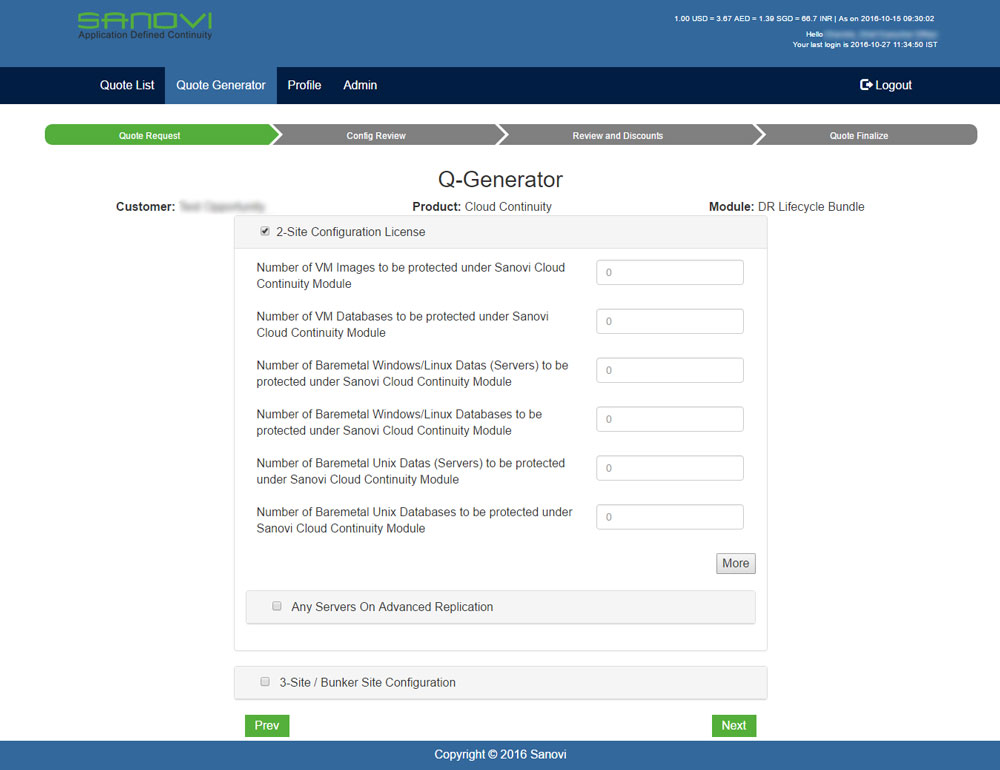 SANOVI
Application Defined Continuity
1.00 USD = 3.67 AED = 1.39 SGD = 66.7 INR | As on 2016-10-15 09:30:02
Hello
Your last login is 2016-10-27 11:34:50 IST
Quote List Quote Generator Profile Admin Logout
Quote Request Config Review Review and Discounts Quote Finalize
Q-Generator
Customer: Product: Cloud Continuity Module: DR Lifecycle Bundle
2-Site Configuration License
Number of VM Images to be protected under Sanovi Cloud 0
Continuity Module
Number of VM Databases to be protected under Sanovi 0
Cloud Continuity Module
Number of Baremetal Windows/Linux Datas (Servers) to be 0
protected under Sanovi Cloud Continuity Module
Number of Baremetal Windows/Linux Databases to be 0
protected under Sanovi Cloud Continuity Module
Number of Baremetal Unix Datas (Servers) to be protected 0
under Sanovi Cloud Continuity Module
Number of Baremetal Unix Databases to be protected under 0
Sanovi Cloud Continuity Module
More
Any Servers On Advanced Replication
3-Site / Bunker Site Configuration
Prev Next
Copyright © 2016 Sanovi